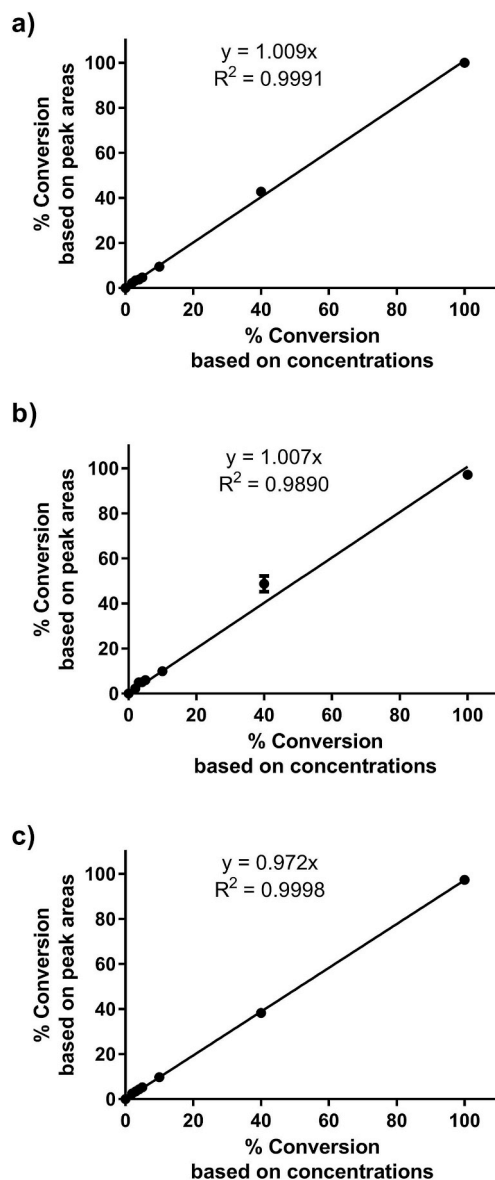 a)
y = 1.009x
R² = 0.9991
% Conversion
based on peak areas
100
80
60
40
20
0
0 20 40 60 80 100
% Conversion
based on concentrations
b)
y = 1.007x
R² = 0.9890
% Conversion
based on peak areas
100
80
60
40
20
0
0 20 40 60 80 100
% Conversion
based on concentrations
c)
y = 0.972x
R² = 0.9998
% Conversion
based on peak areas
100
80
60
40
20
0
0 20 40 60 80 100
% Conversion
based on concentrations